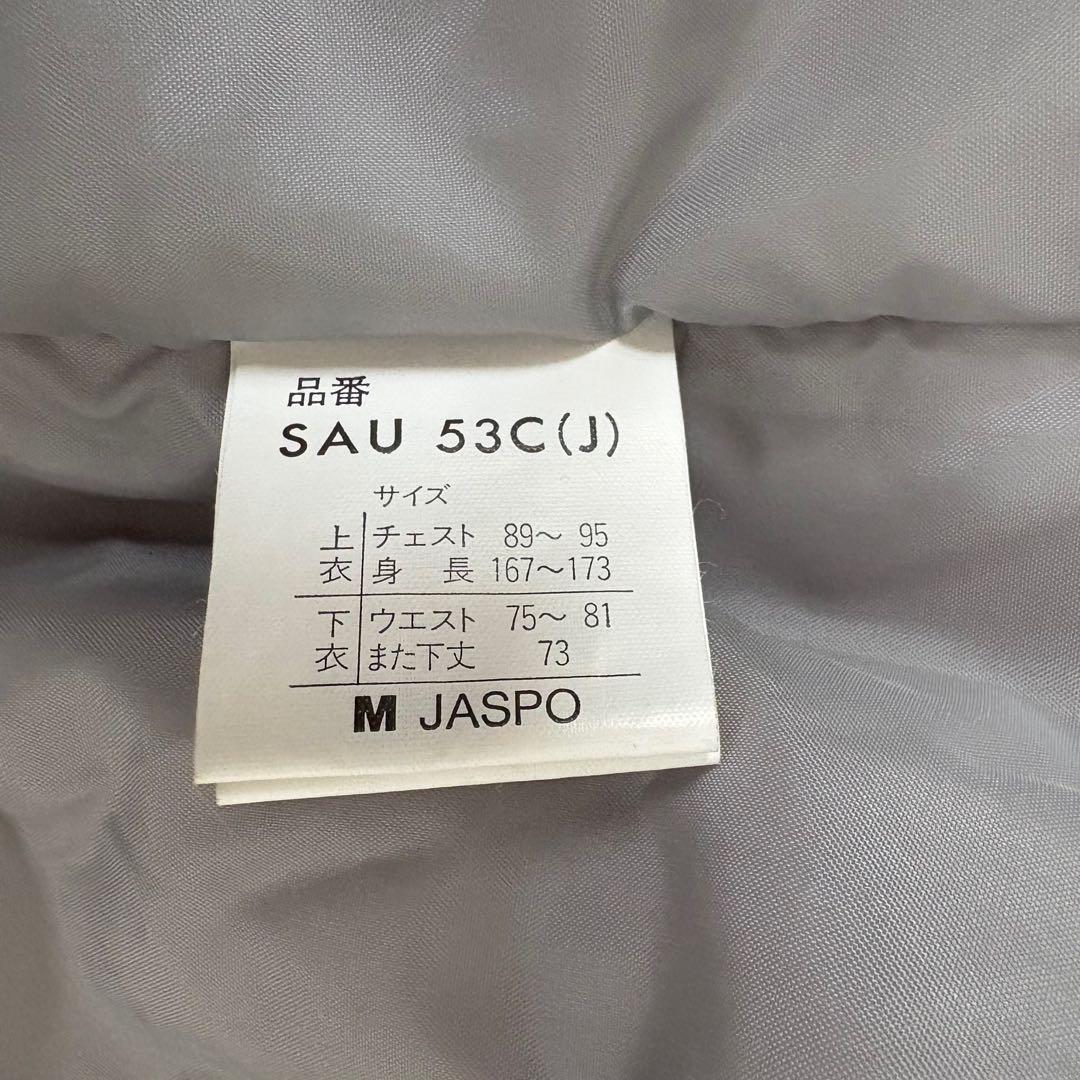 品番
SAU 53C(J)
サイズ
上衣 チェスト 89〜95
身長 167〜173
下衣 ウエスト 75〜81
また下丈 73
M JASPO